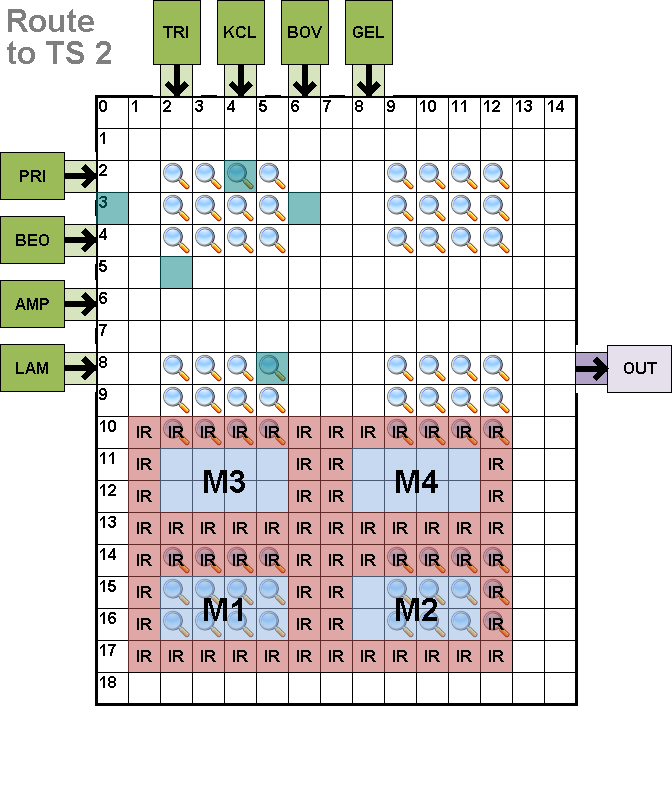 Route
to TS 2
TRI KCL BOV GEL
0 1 2 3 4 5 6 7 8 9 10 11 12 13 14
1
PRI 2
3
BEO 4
5
AMP 6
7
LAM 8 OUT
9
10 IR IR IR IR IR IR IR IR IR IR IR IR
11 IR IR IR IR
M3 M4
12 IR IR IR IR
13 IR IR IR IR IR IR IR IR IR IR IR IR
14 IR IR IR IR IR IR IR IR IR IR IR IR
15 IR IR IR IR
M1 M2
16 IR IR IR IR
17 IR IR IR IR IR IR IR IR IR IR IR IR
18